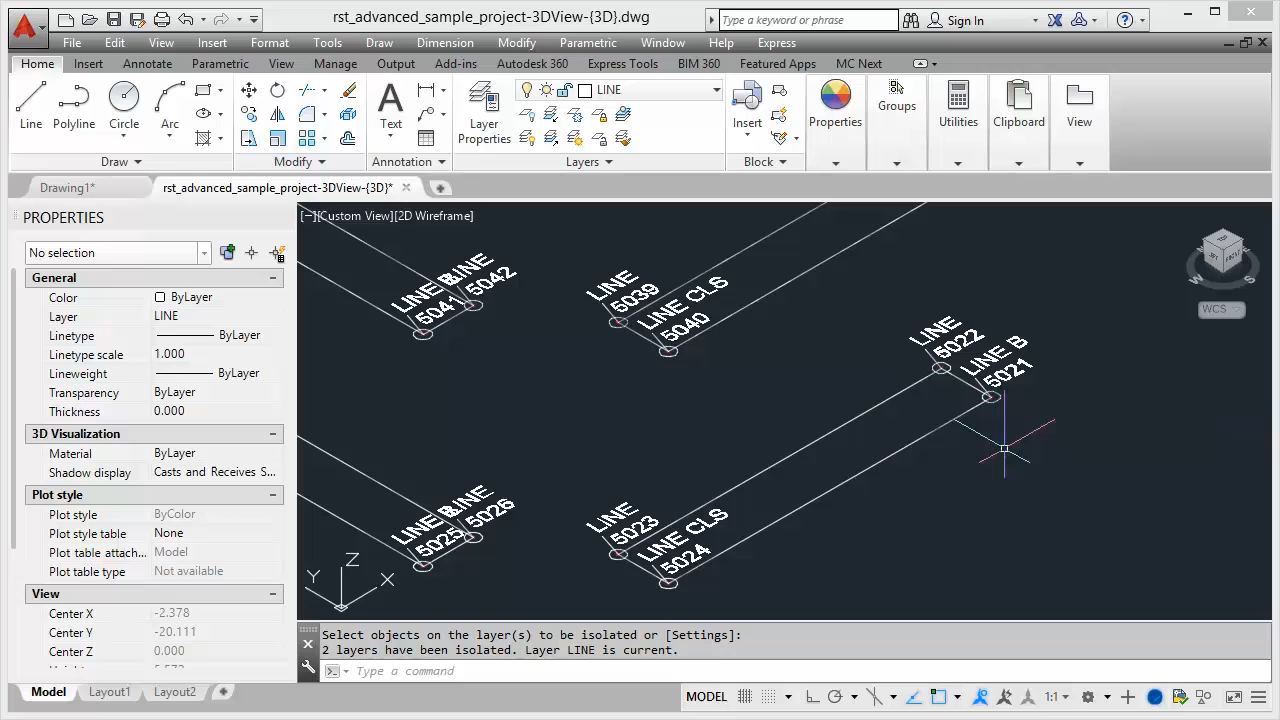 rst_advanced_sample_project-3DView-{3D}.dwg
Type a keyword or phrase
Sign In
File Edit View Insert Format Tools Draw Dimension Modify Parametric Window Help Express
Home Insert Annotate Parametric View Manage Output Add-ins Autodesk 360 Express Tools BIM 360 Featured Apps MC Next
Line Polyline Circle Arc
Text
Layer Properties
LINE
Insert
Properties
Groups
Utilities
Clipboard
View
Draw Modify Annotation Layers Block
Drawing1*
rst_advanced_sample_project-3DView-{3D}*
PROPERTIES
No selection
General
Color ByLayer
Layer LINE
Linetype ByLayer
Linetype scale 1.000
Lineweight ByLayer
Transparency ByLayer
Thickness 0.000
3D Visualization
Material ByLayer
Shadow display Casts and Receives S...
Plot style
Plot style ByColor
Plot style table None
Plot table attach... Model
Plot table type Not available
View
Center X -2.378
Center Y -20.111
Center Z 0.000
[−][Custom View][2D Wireframe]
LINE
5041
LINE
5042
LINE
5039
LINE CLS
5040
LINE
5022
LINE B
5021
LINE
5025
LINE
5026
LINE
5023
LINE CLS
5024
W S
WCS
Z
Y X
Select objects on the layer(s) to be isolated or [Settings]:
2 layers have been isolated. Layer LINE is current.
Type a command
Model Layout1 Layout2
MODEL
1:1